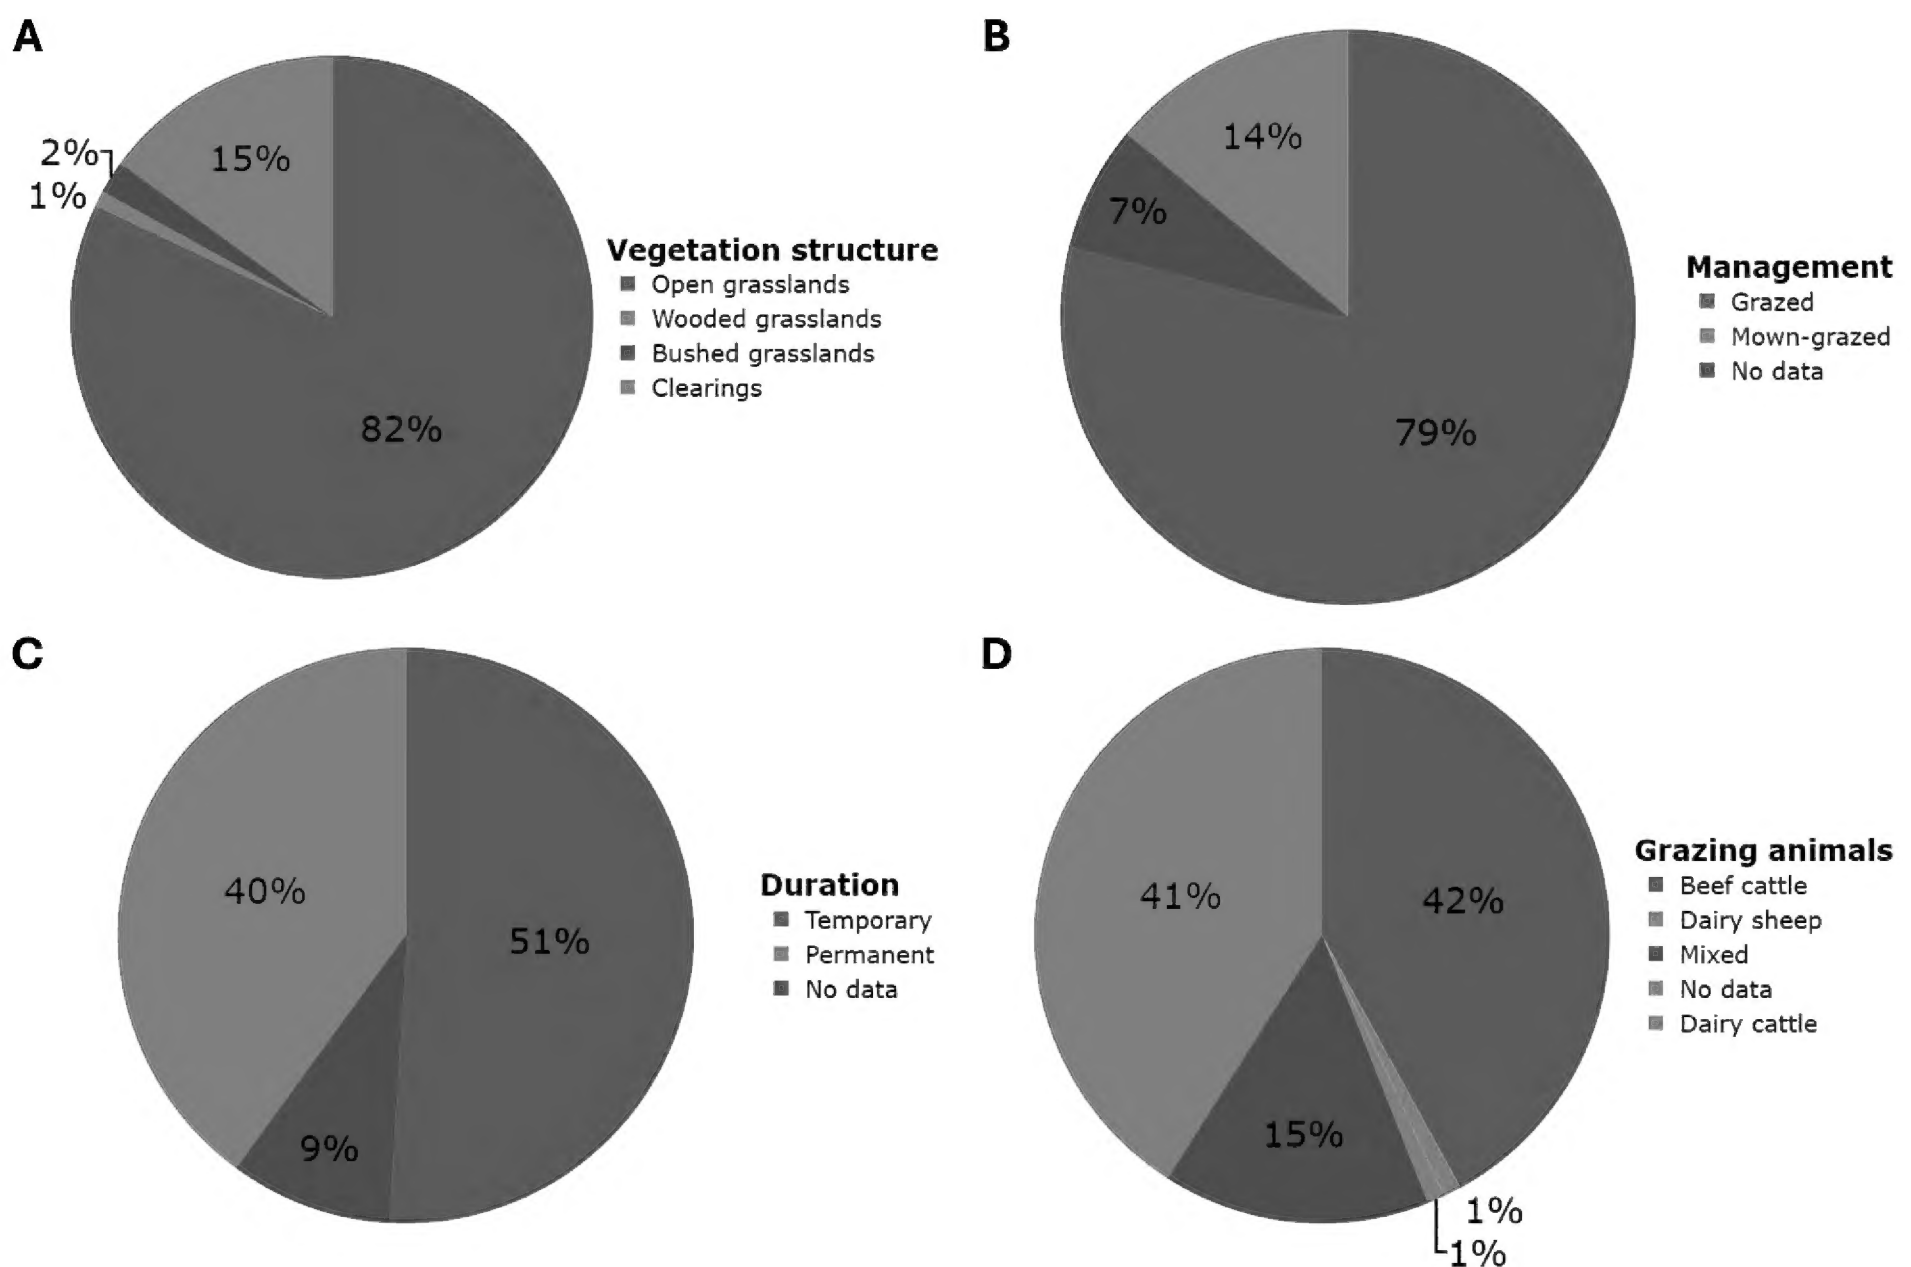 A
2%
1%
15%
82%
Vegetation structure
Open grasslands
Wooded grasslands
Bushed grasslands
Clearings
B
14%
7%
79%
Management
Grazed
Mown-grazed
No data
C
40%
51%
9%
Duration
Temporary
Permanent
No data
D
41%
42%
15%
1%
1%
Grazing animals
Beef cattle
Dairy sheep
Mixed
No data
Dairy cattle